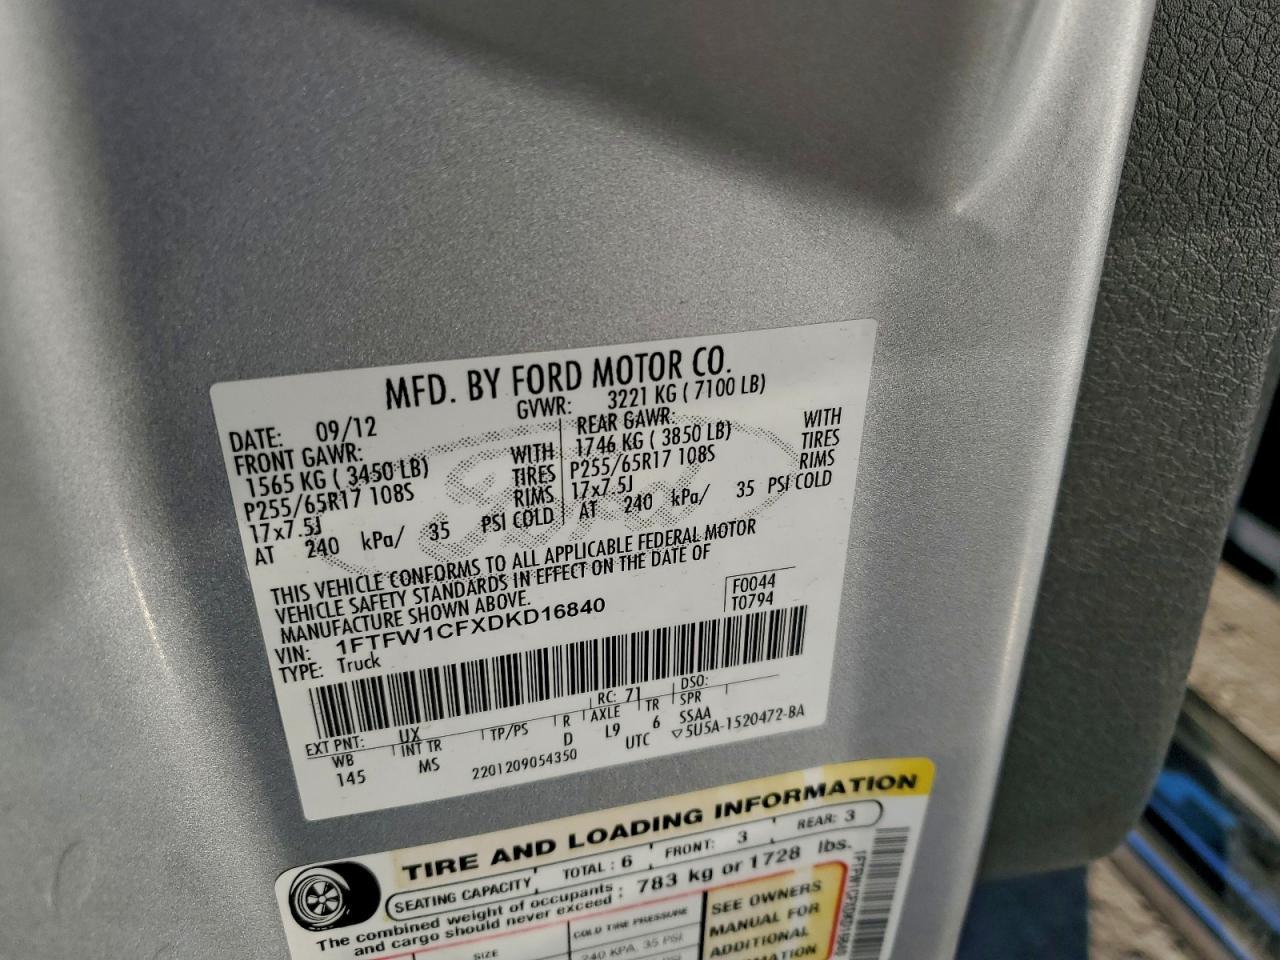 MFD. BY FORD MOTOR CO.
DATE: 09/12 GVWR: 3221 KG ( 7100 LB)
FRONT GAWR: REAR GAWR:
1565 KG ( 3450 LB) WITH 1746 KG ( 3850 LB) WITH
P255/65R17 108S TIRES P255/65R17 108S TIRES
17x7.5J RIMS 17x7.5J RIMS
AT 240 kPa/ 35 PSI COLD AT 240 kPa/ 35 PSI COLD
THIS VEHICLE CONFORMS TO ALL APPLICABLE FEDERAL MOTOR
VEHICLE SAFETY STANDARDS IN EFFECT ON THE DATE OF
MANUFACTURE SHOWN ABOVE.
VIN: 1FTFW1CFXDKD16840 F0044
TYPE: Truck T0794
EXT PNT: UX RC: 71 DSO:
WB INT TR TP/PS R AXLE TR SPR
145 MS D L9 6 SSAA
2201209054350 UTC ▽5U5A-1520472-BA
TIRE AND LOADING INFORMATION
SEATING CAPACITY TOTAL : 6 FRONT: 3 REAR: 3
The combined weight of occupants : 783 kg or 1728 lbs.
and cargo should never exceed
SIZE COLD TIRE PRESSURE SEE OWNERS
240 KPA, 35 PSI MANUAL FOR
ADDITIONAL
1FTFW1CFXDKD16840